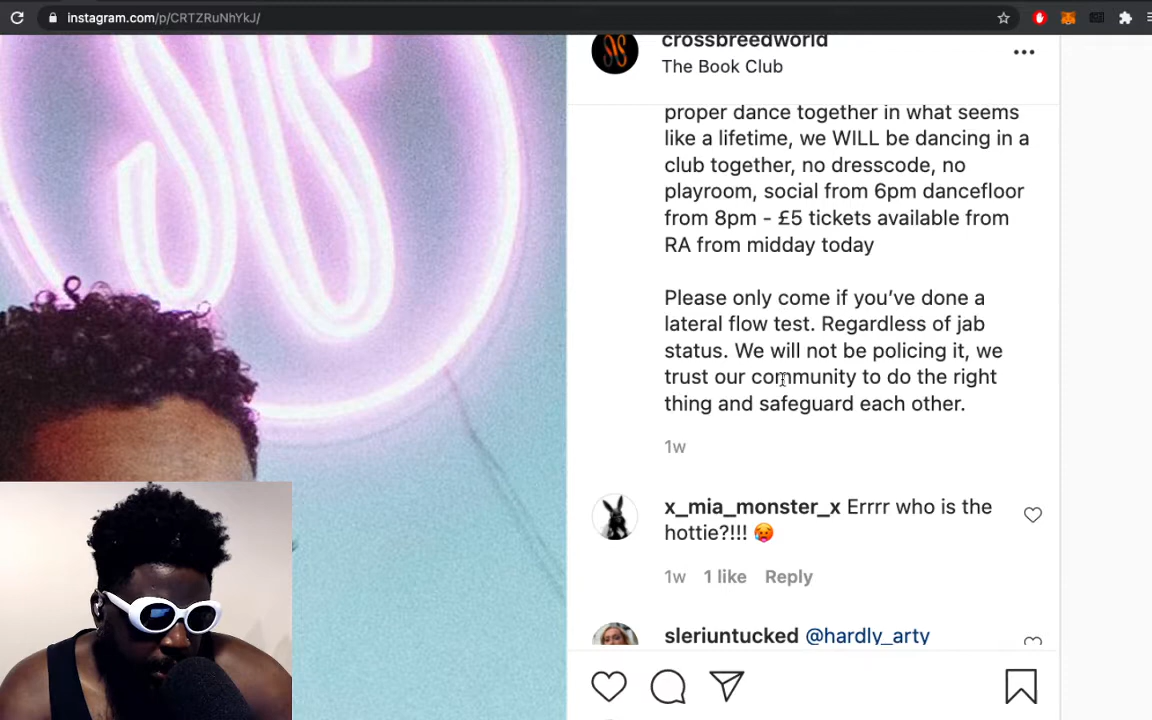 instagram.com/p/CRTZRuNhYkJ/
crossbreedworld
The Book Club
proper dance together in what seems
like a lifetime, we WILL be dancing in a
club together, no dresscode, no
playroom, social from 6pm dancefloor
from 8pm - £5 tickets available from
RA from midday today
Please only come if you’ve done a
lateral flow test. Regardless of jab
status. We will not be policing it, we
trust our community to do the right
thing and safeguard each other.
1w
x_mia_monster_x Errrr who is the
hottie?!!! 🥵
1w 1 like Reply
sleriuntucked @hardly_arty